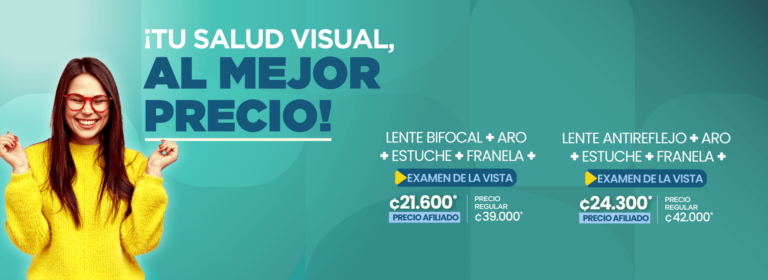 ¡TU SALUD VISUAL,
AL MEJOR
PRECIO!
LENTE BIFOCAL + ARO
+ ESTUCHE + FRANELA +
EXAMEN DE LA VISTA
¢21.600*
PRECIO AFILIADO
PRECIO
REGULAR
¢39.000*
LENTE ANTIREFLEJO + ARO
+ ESTUCHE + FRANELA +
EXAMEN DE LA VISTA
¢24.300*
PRECIO AFILIADO
PRECIO
REGULAR
¢42.000*